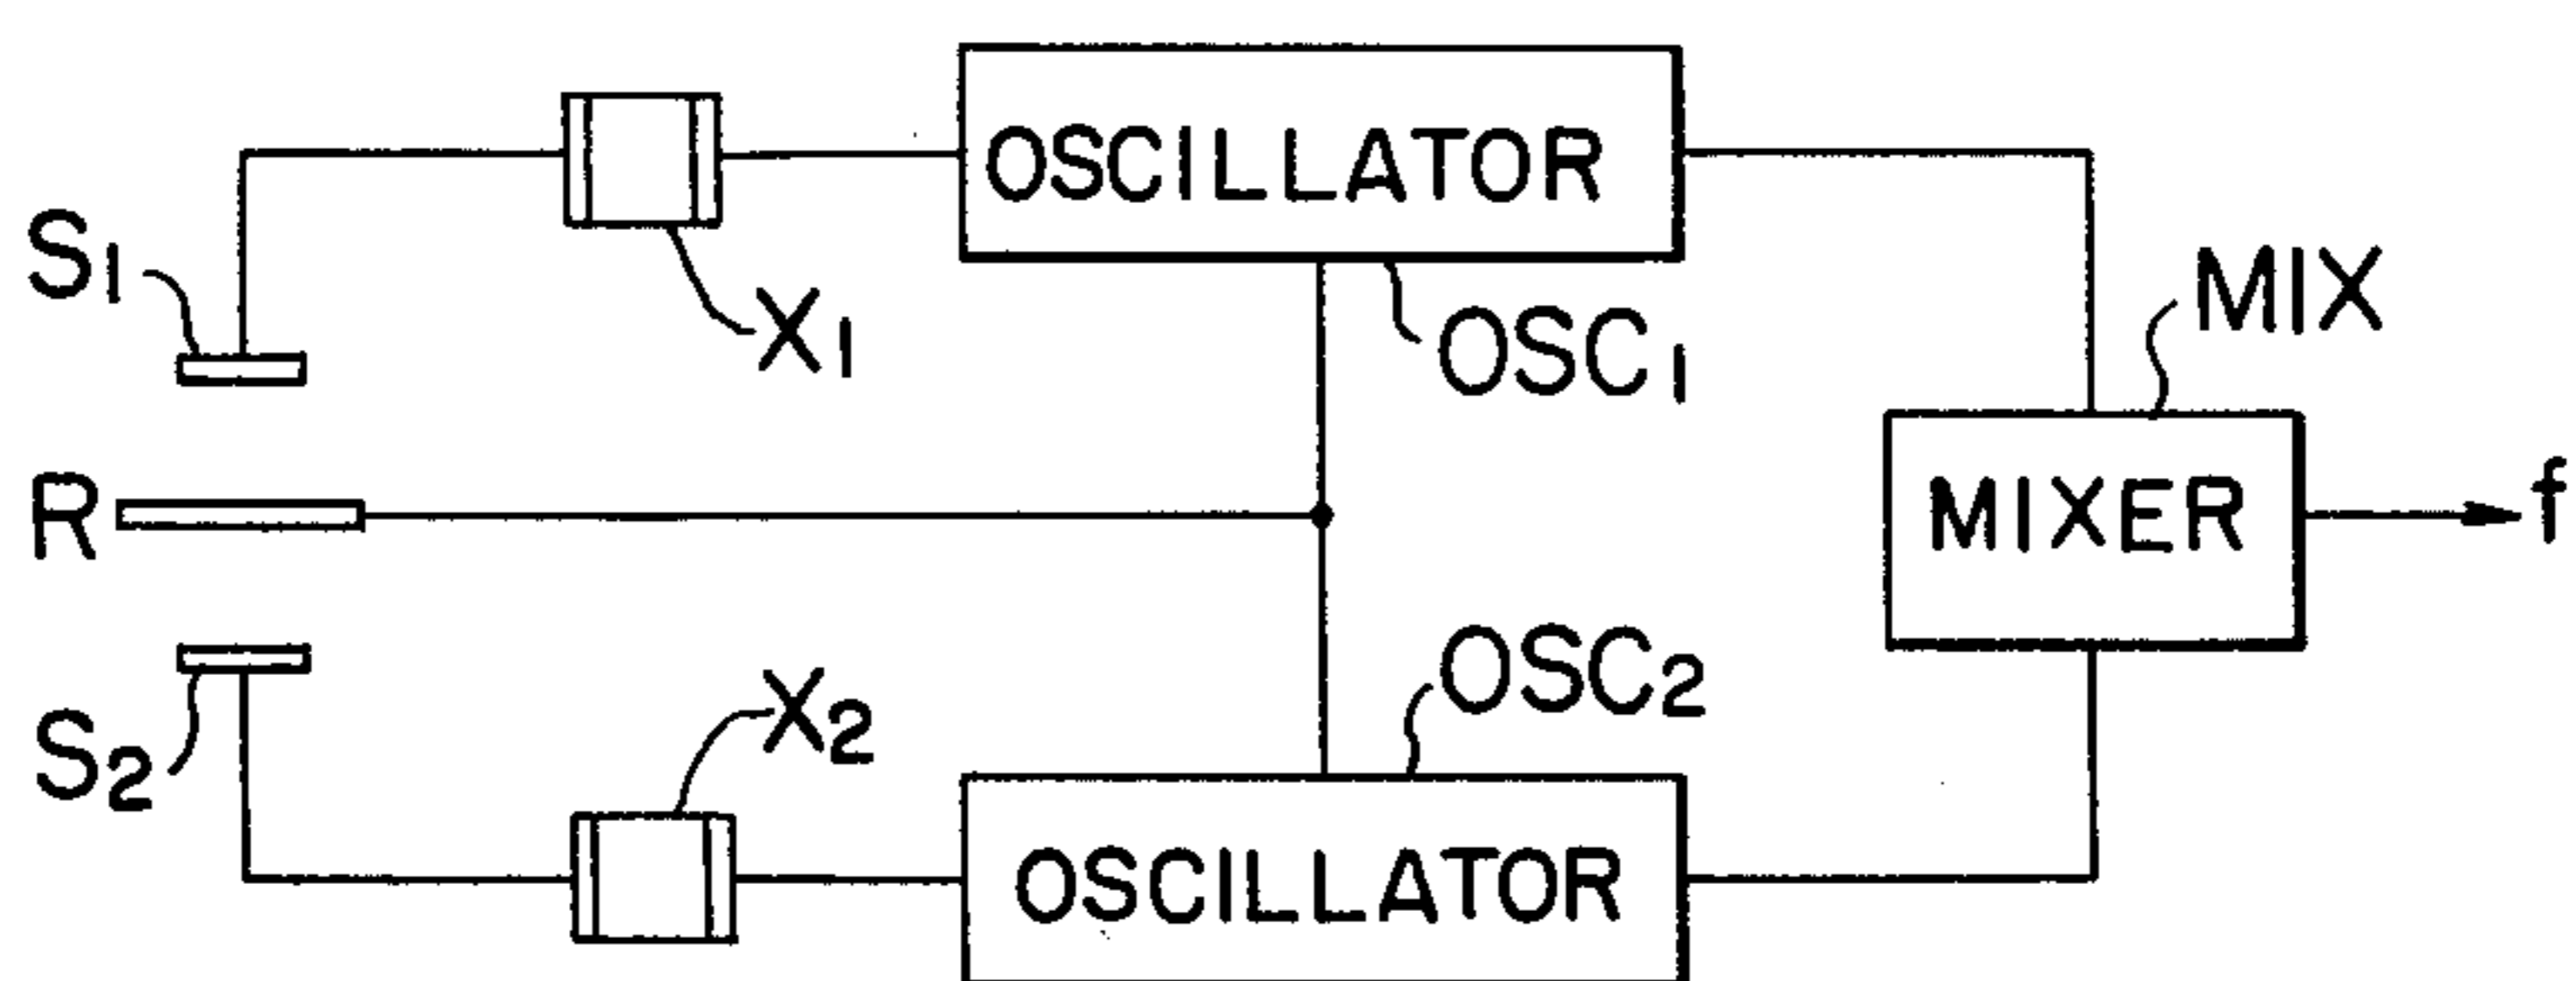 OSCILLATOR
S1
X1
OSC1
MIX
R
MIXER
f
S2
X2
OSC2
OSCILLATOR